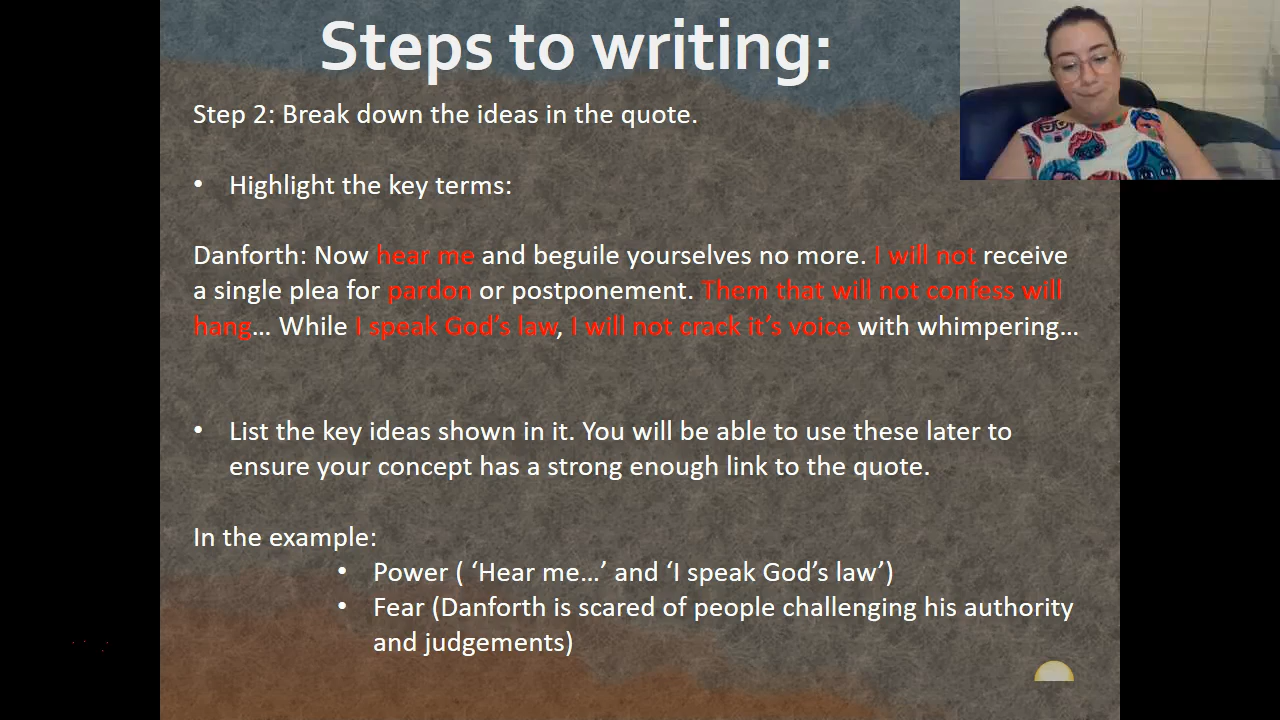 Steps to writing:
Step 2: Break down the ideas in the quote.
• Highlight the key terms:
Danforth: Now hear me and beguile yourselves no more. I will not receive
a single plea for pardon or postponement. Them that will not confess will
hang… While I speak God’s law, I will not crack it’s voice with whimpering…
• List the key ideas shown in it. You will be able to use these later to
ensure your concept has a strong enough link to the quote.
In the example:
• Power ( ‘Hear me…’ and ‘I speak God’s law’)
• Fear (Danforth is scared of people challenging his authority
and judgements)